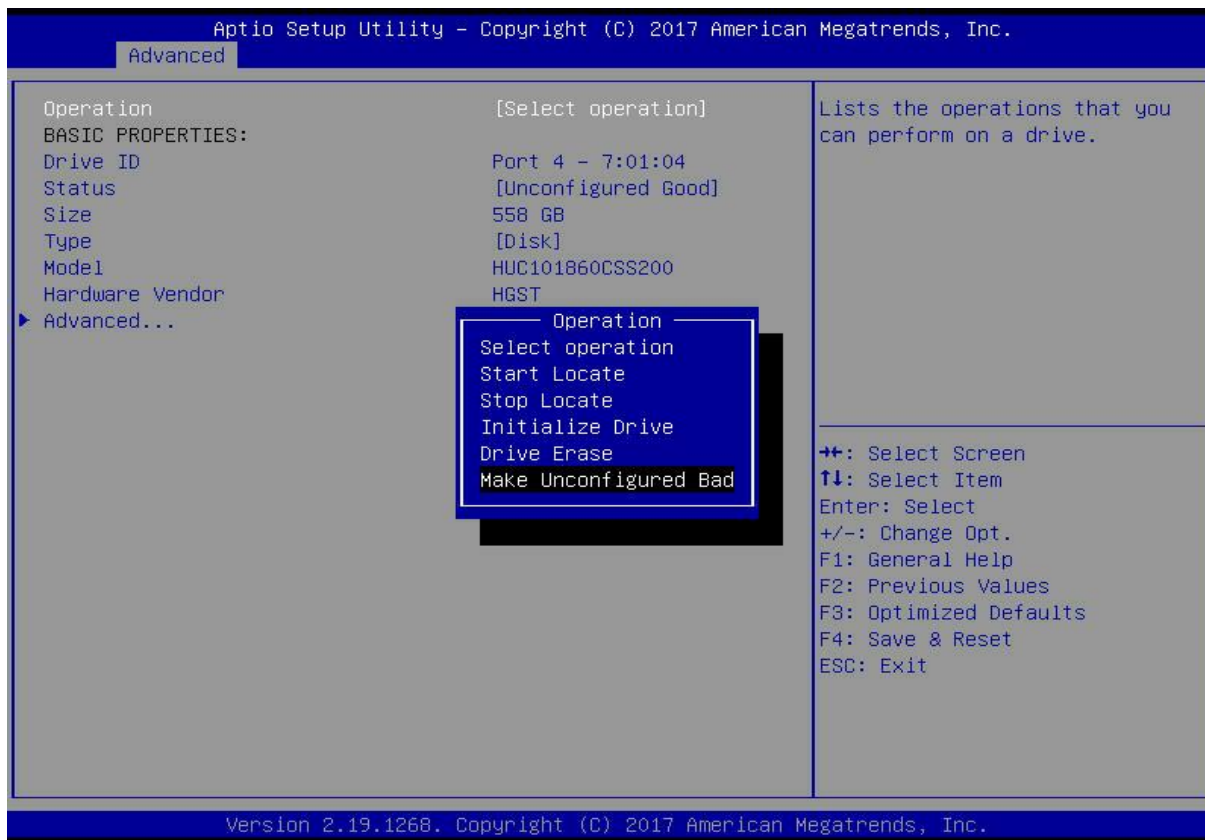 Aptio Setup Utility – Copyright (C) 2017 American Megatrends, Inc.
Advanced
Operation [Select operation]
BASIC PROPERTIES:
Drive ID Port 4 – 7:01:04
Status [Unconfigured Good]
Size 558 GB
Type [Disk]
Model HUC101860CSS200
Hardware Vendor HGST
Advanced...
Operation
Select operation
Start Locate
Stop Locate
Initialize Drive
Drive Erase
Make Unconfigured Bad
Lists the operations that you
can perform on a drive.
→←: Select Screen
↑↓: Select Item
Enter: Select
+/-: Change Opt.
F1: General Help
F2: Previous Values
F3: Optimized Defaults
F4: Save & Reset
ESC: Exit
Version 2.19.1268. Copyright (C) 2017 American Megatrends, Inc.